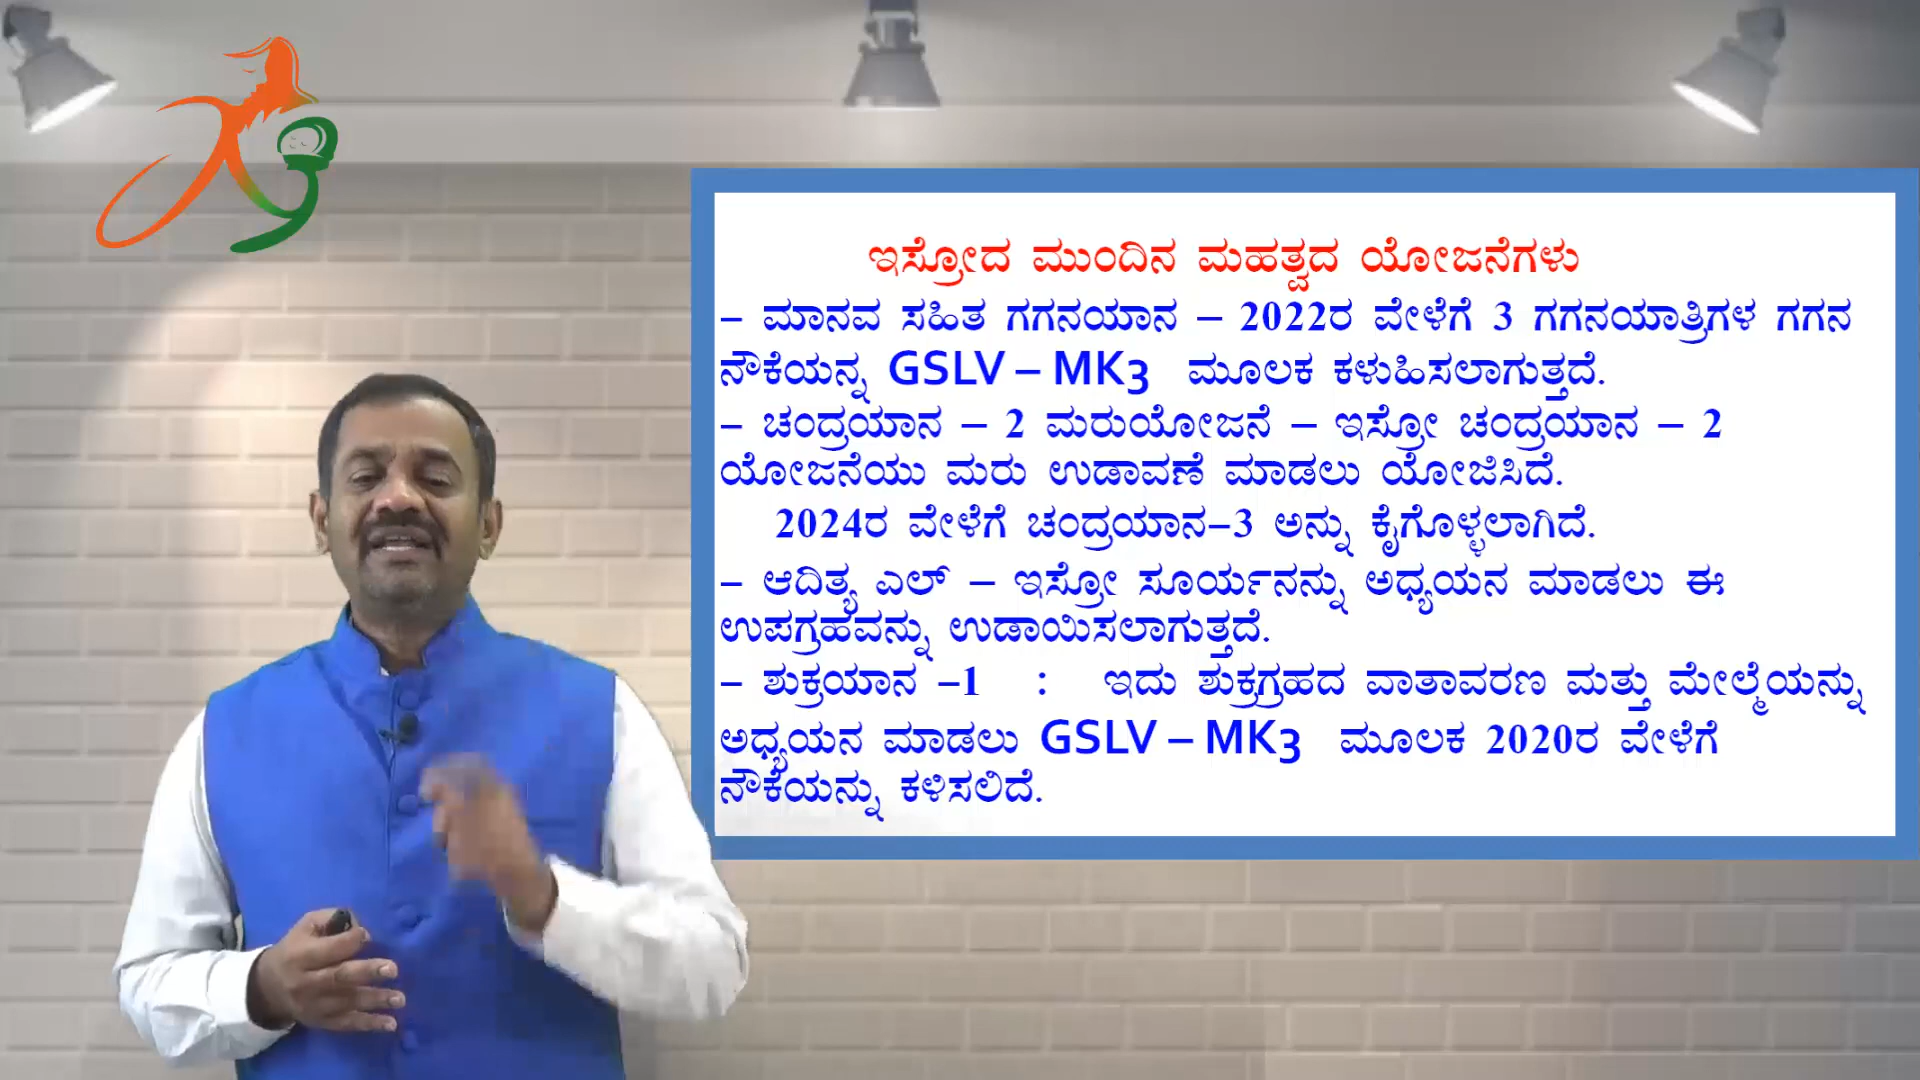 ಇಸ್ರೋದ ಮುಂದಿನ ಮಹತ್ವದ ಯೋಜನೆಗಳು
– ಮಾನವ ಸಹಿತ ಗಗನಯಾನ – 2022ರ ವೇಳೆಗೆ 3 ಗಗನಯಾತ್ರಿಗಳ ಗಗನ
ನೌಕೆಯನ್ನ GSLV – MK3 ಮೂಲಕ ಕಳುಹಿಸಲಾಗುತ್ತದೆ.
– ಚಂದ್ರಯಾನ – 2 ಮರುಯೋಜನೆ – ಇಸ್ರೋ ಚಂದ್ರಯಾನ – 2
ಯೋಜನೆಯು ಮರು ಉಡಾವಣೆ ಮಾಡಲು ಯೋಜಿಸಿದೆ.
2024ರ ವೇಳೆಗೆ ಚಂದ್ರಯಾನ–3 ಅನ್ನು ಕೈಗೊಳ್ಳಲಾಗಿದೆ.
– ಆದಿತ್ಯ ಎಲ್ – ಇಸ್ರೋ ಸೂರ್ಯನನ್ನು ಅಧ್ಯಯನ ಮಾಡಲು ಈ
ಉಪಗ್ರಹವನ್ನು ಉಡಾಯಿಸಲಾಗುತ್ತದೆ.
– ಶುಕ್ರಯಾನ –1 : ಇದು ಶುಕ್ರಗ್ರಹದ ವಾತಾವರಣ ಮತ್ತು ಮೇಲ್ಮೆಯನ್ನು
ಅಧ್ಯಯನ ಮಾಡಲು GSLV – MK3 ಮೂಲಕ 2020ರ ವೇಳೆಗೆ
ನೌಕೆಯನ್ನು ಕಳಿಸಲಿದೆ.